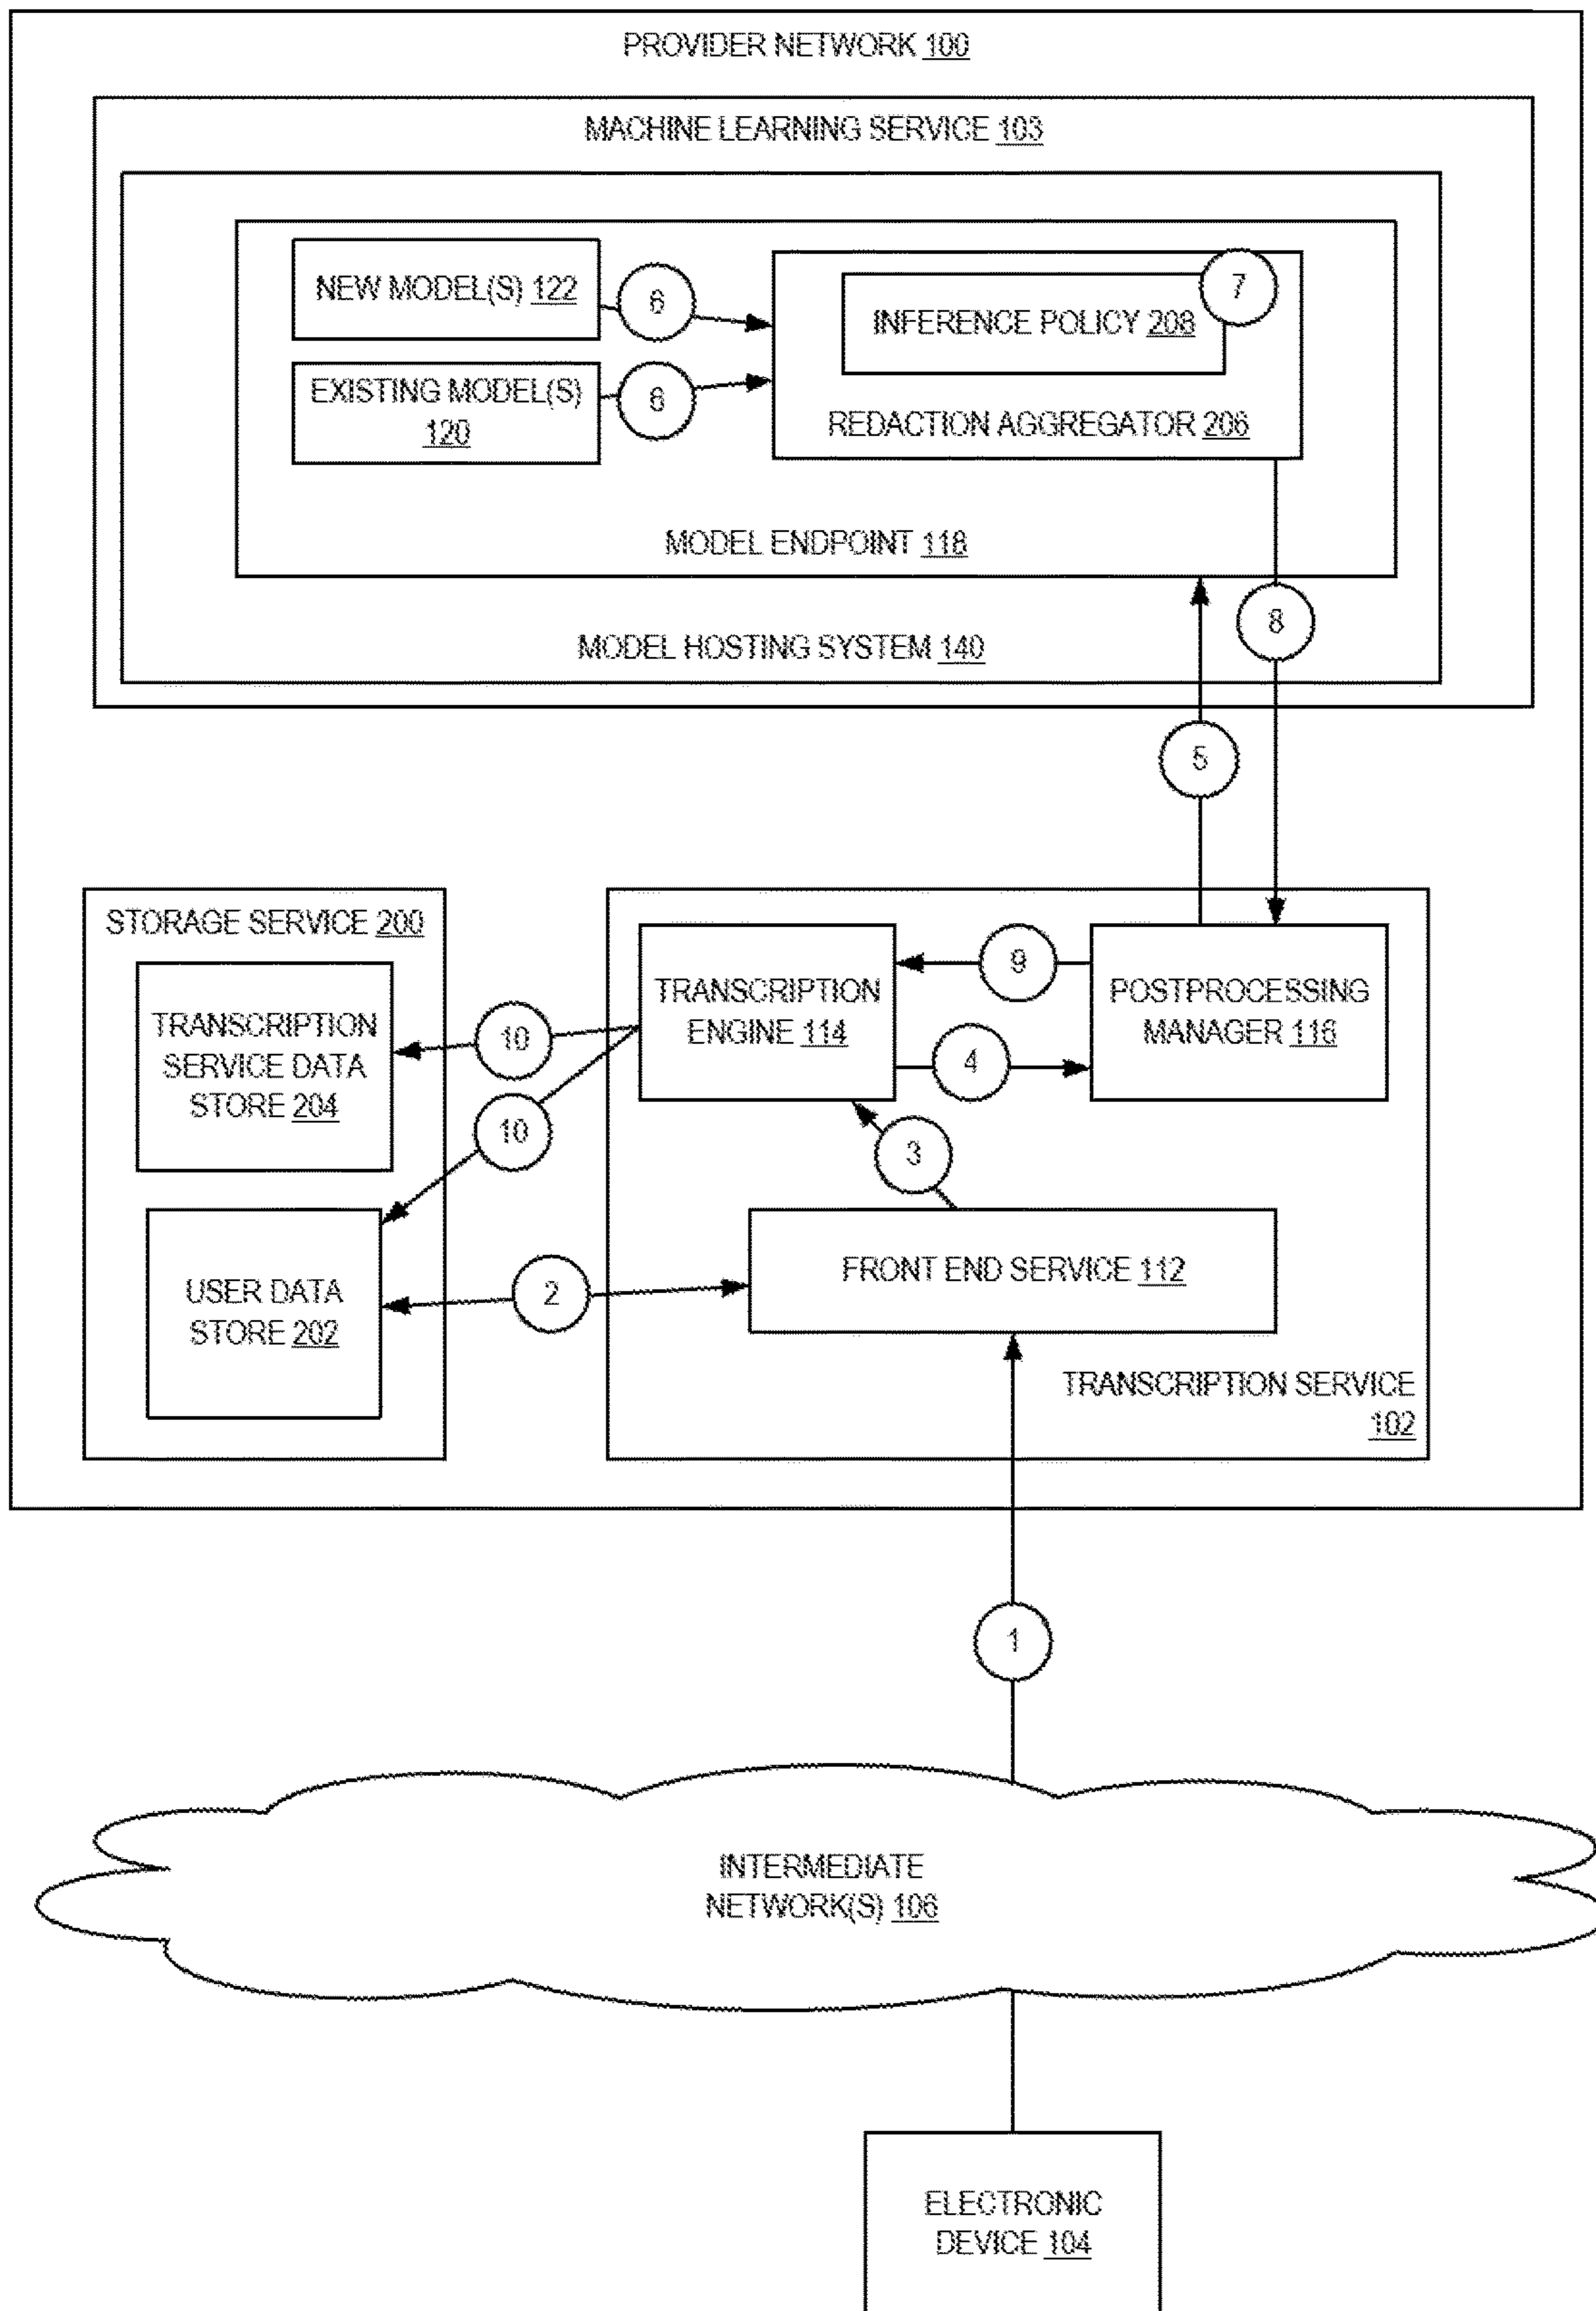 PROVIDER NETWORK 100
MACHINE LEARNING SERVICE 103
NEW MODEL(S) 122
6
7
INFERENCE POLICY 208
EXISTING MODEL(S)
120
6
REDACTION AGGREGATOR 206
MODEL ENDPOINT 118
8
MODEL HOSTING SYSTEM 140
5
STORAGE SERVICE 200
TRANSCRIPTION
SERVICE DATA
STORE 204
10
10
TRANSCRIPTION
ENGINE 114
9
4
POSTPROCESSING
MANAGER 116
3
USER DATA
STORE 202
2
FRONT END SERVICE 112
TRANSCRIPTION SERVICE
102
1
INTERMEDIATE
NETWORK(S) 106
ELECTRONIC
DEVICE 104